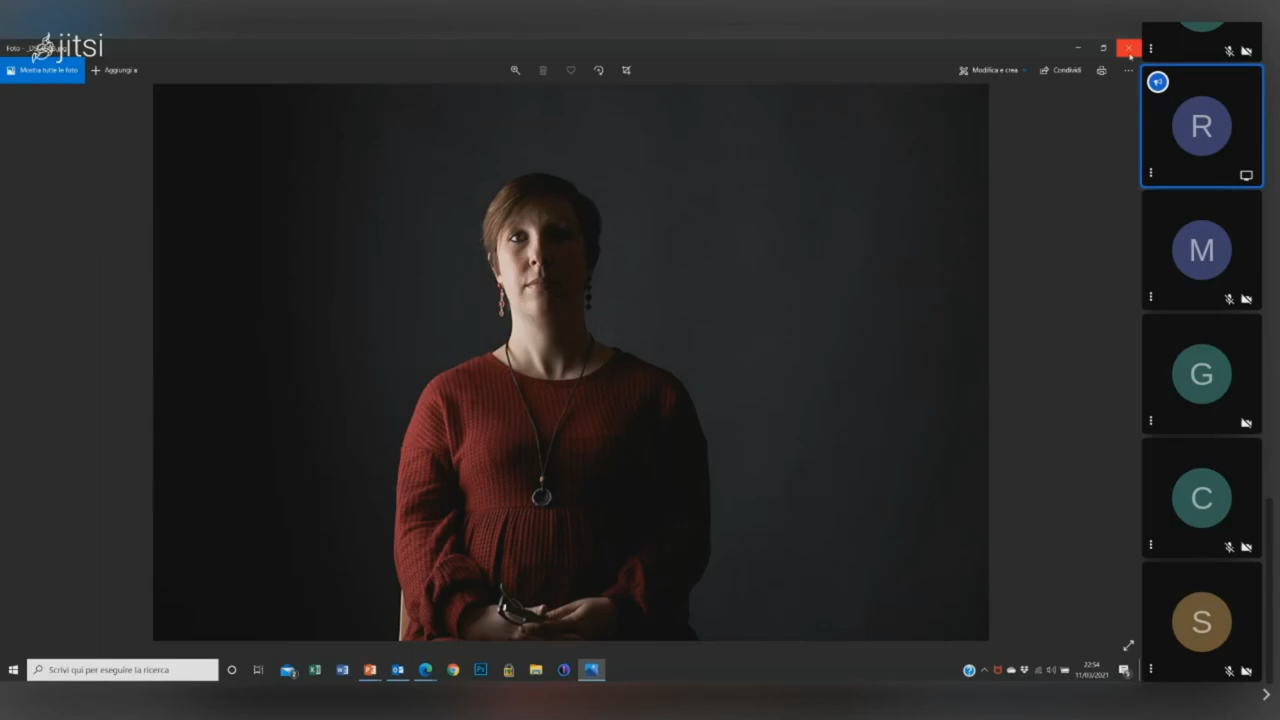 jitsi
Foto -
Mostra tutte le foto
Aggiungi a
Modifica e crea
Condividi
R
M
G
C
S
Scrivi qui per eseguire la ricerca
22:54
11/03/2021